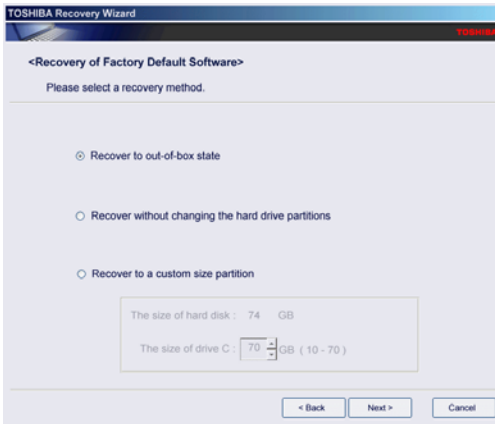 TOSHIBA Recovery Wizard
TOSHIBA
<Recovery of Factory Default Software>
Please select a recovery method.
Recover to out-of-box state
Recover without changing the hard drive partitions
Recover to a custom size partition
The size of hard disk : 74 GB
The size of drive C : 70 GB ( 10 - 70 )
< Back Next > Cancel